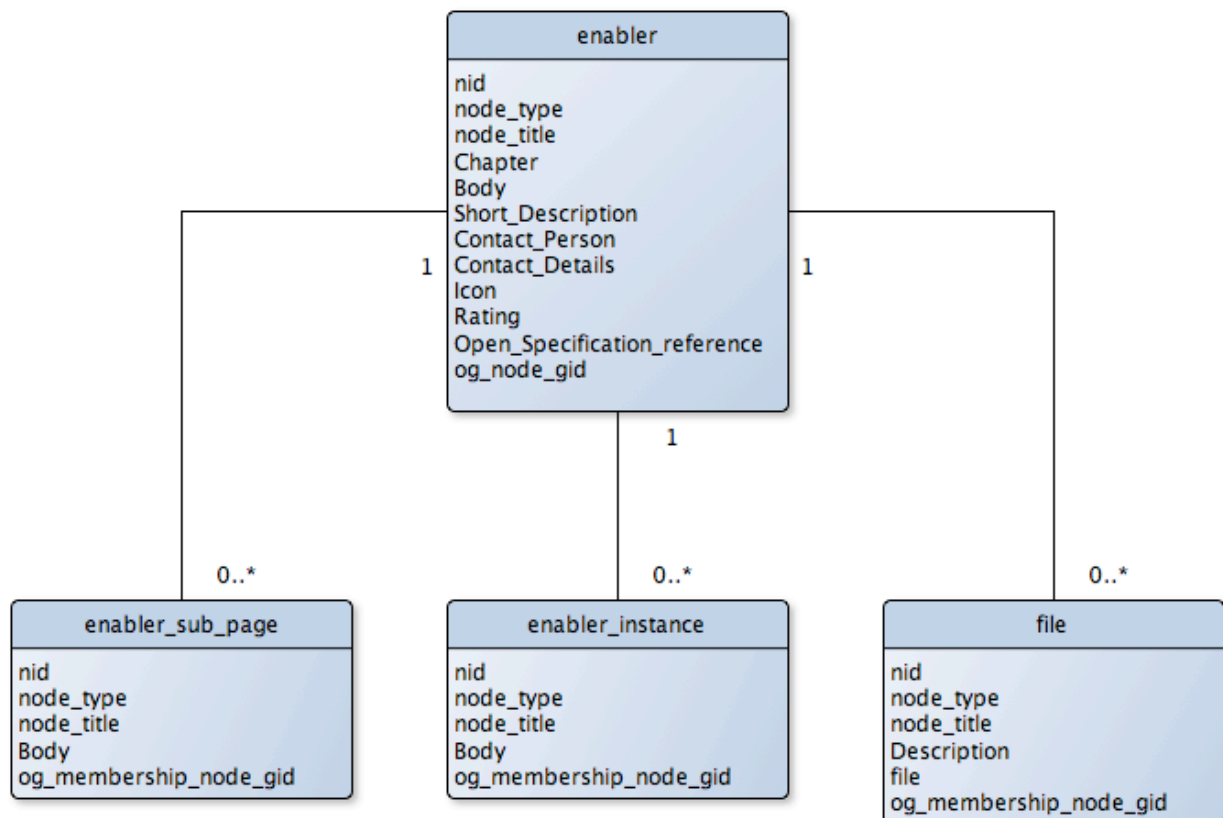 enabler
nid
node_type
node_title
Chapter
Body
Short_Description
Contact_Person
Contact_Details
Icon
Rating
Open_Specification_reference
og_node_gid
1
1
1
0..*
0..*
0..*
enabler_sub_page
nid
node_type
node_title
Body
og_membership_node_gid
enabler_instance
nid
node_type
node_title
Body
og_membership_node_gid
file
nid
node_type
node_title
Description
file
og_membership_node_gid